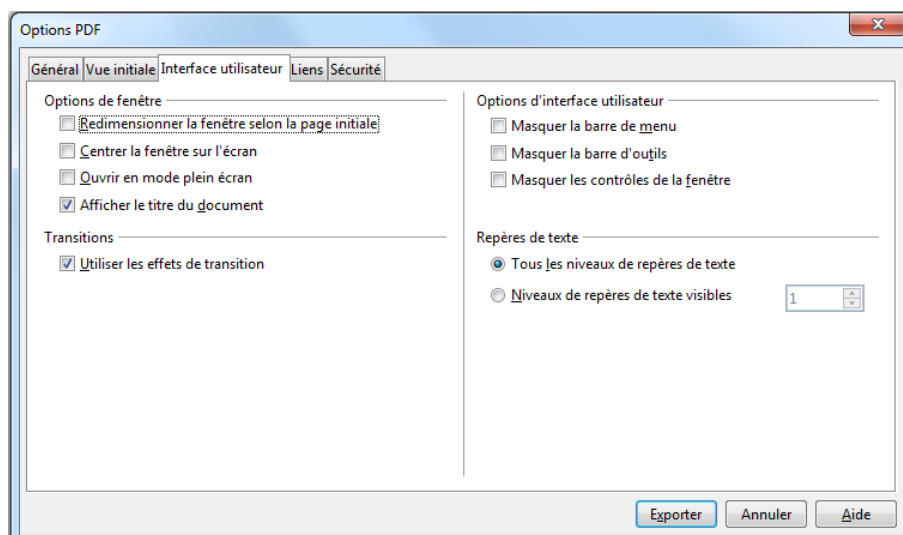 Options PDF
Général Vue initiale Interface utilisateur Liens Sécurité
Options de fenêtre
Redimensionner la fenêtre selon la page initiale
Centrer la fenêtre sur l'écran
Ouvrir en mode plein écran
Afficher le titre du document
Transitions
Utiliser les effets de transition
Options d'interface utilisateur
Masquer la barre de menu
Masquer la barre d'outils
Masquer les contrôles de la fenêtre
Repères de texte
Tous les niveaux de repères de texte
Niveaux de repères de texte visibles 1
Exporter Annuler Aide